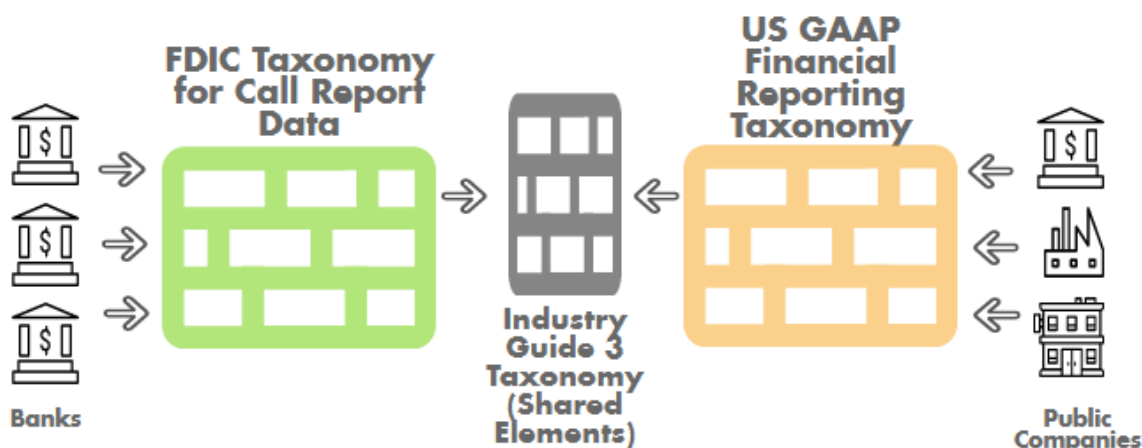 FDIC Taxonomy
for Call Report
Data
US GAAP
Financial
Reporting
Taxonomy
$
$
$
$
Industry
Guide 3
Taxonomy
(Shared
Elements)
Banks
Public
Companies